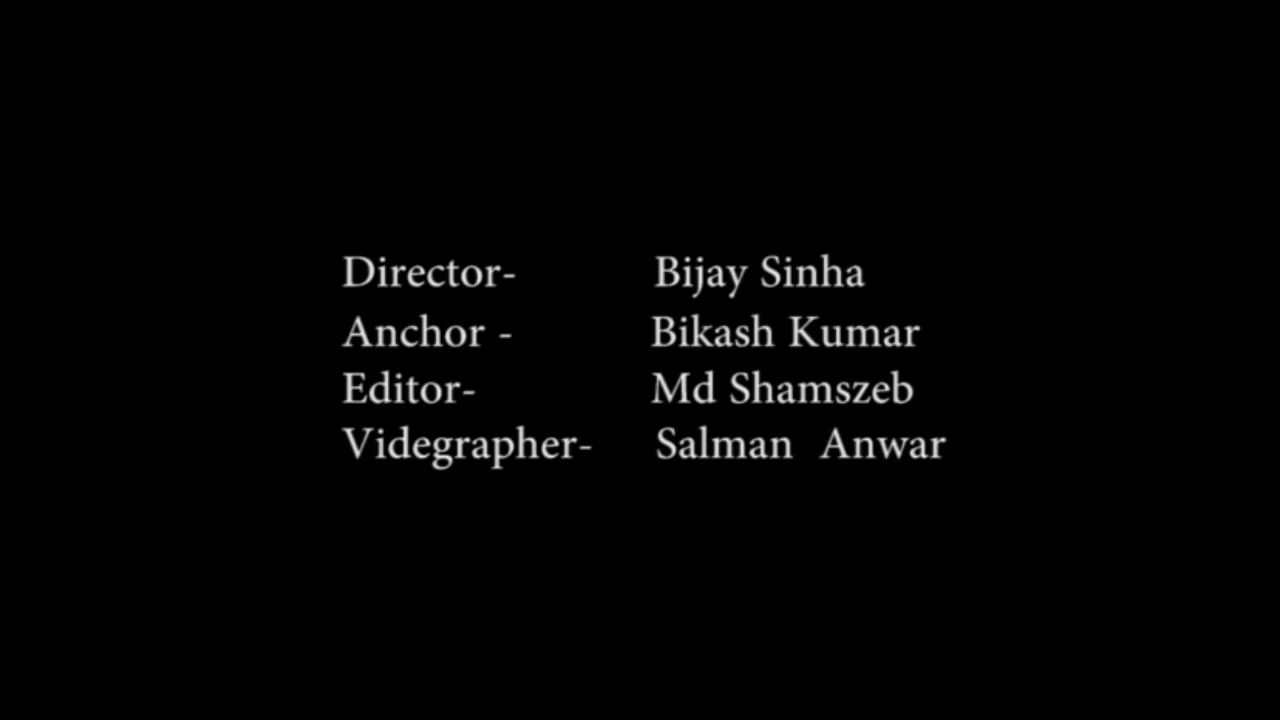 Director- Bijay Sinha
Anchor - Bikash Kumar
Editor- Md Shamszeb
Videgrapher- Salman Anwar